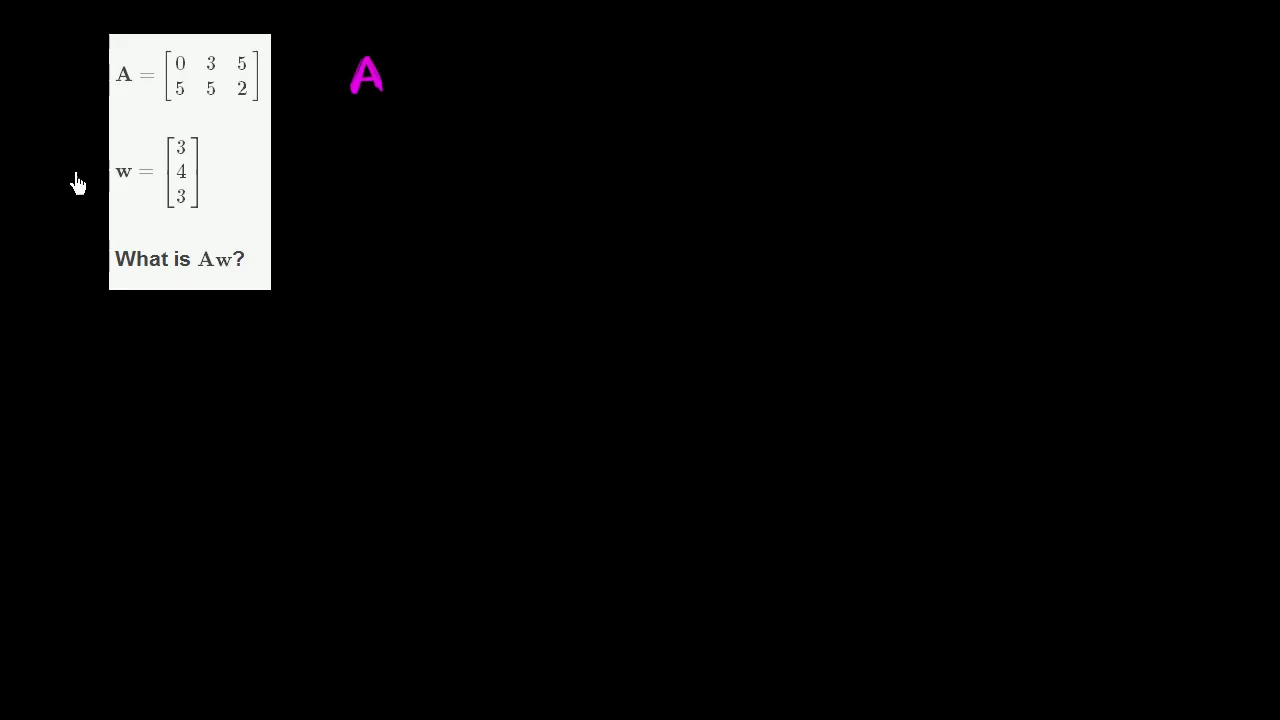 A = [0 3 5
5 5 2]
A
w = [3
4
3]
What is Aw?